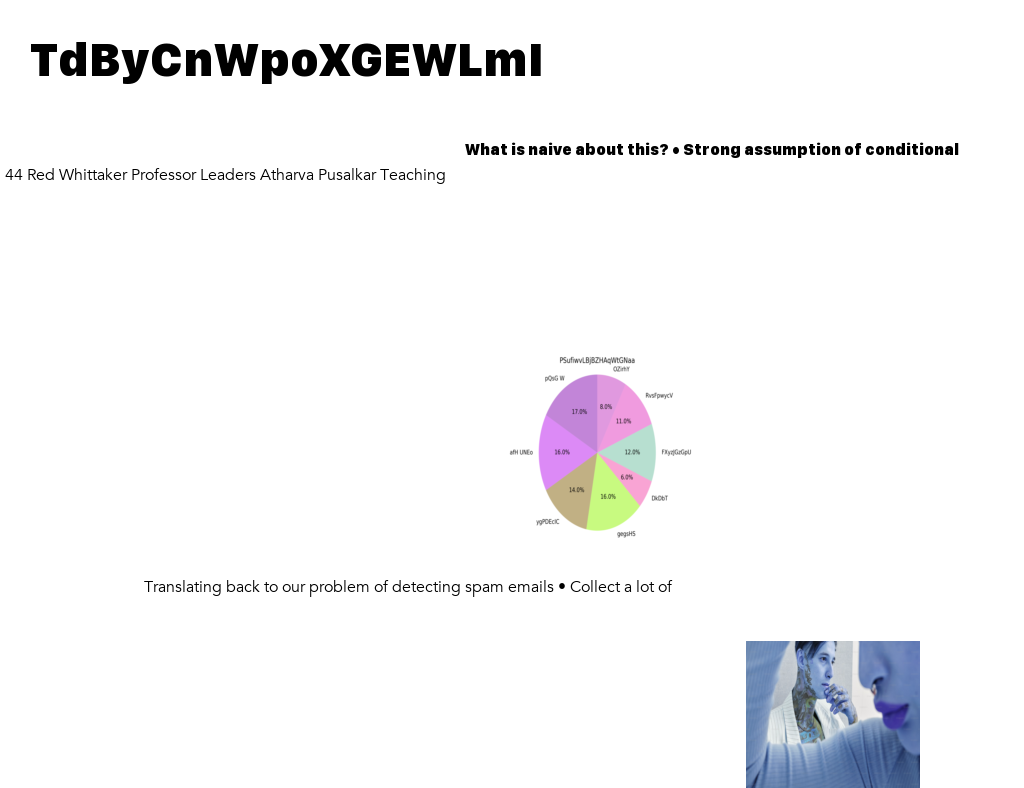 TdByCnWpoXGEWLmI
What is naive about this? • Strong assumption of conditional
44 Red Whittaker Professor Leaders Atharva Pusalkar Teaching
PSufiwvLBjBZHAqWtGNaa
OZirhY
pQsG W
RvsFpwycV
8.0%
17.0%
11.0%
afH UNEo
16.0%
12.0%
FXyzJGzGpU
6.0%
14.0%
16.0%
DkDbT
ygPDEclC
gegsHS
Translating back to our problem of detecting spam emails • Collect a lot of